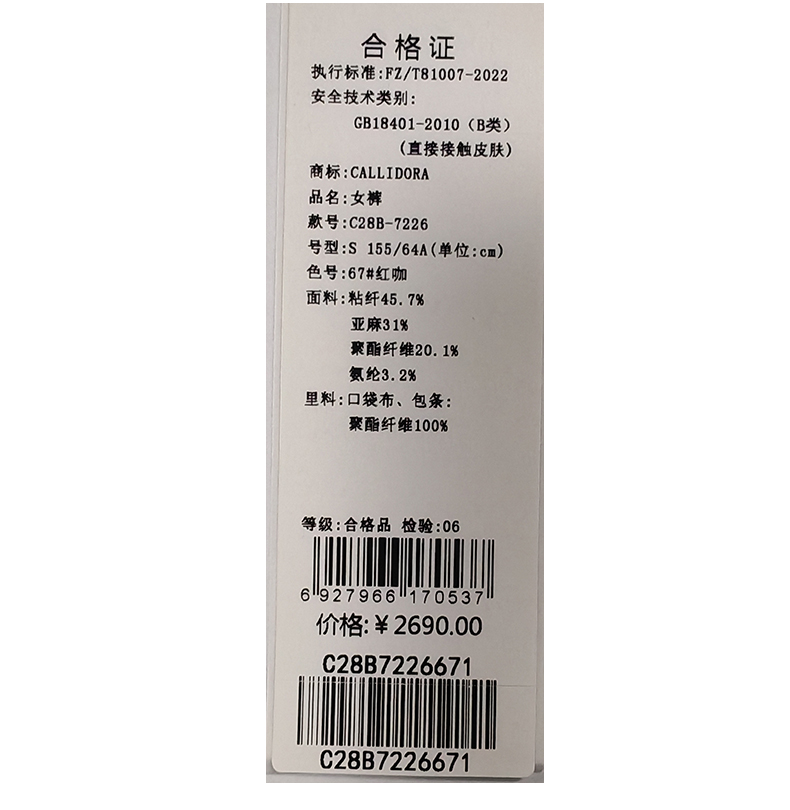 合格证
执行标准:FZ/T81007-2022
安全技术类别:
GB18401-2010（B类）
(直接接触皮肤)
商标:CALLIDORA
品名:女裤
款号:C28B-7226
号型:S 155/64A(单位:cm)
色号:67#红咖
面料:粘纤45.7%
亚麻31%
聚酯纤维20.1%
氨纶3.2%
里料:口袋布、包条:
聚酯纤维100%
等级:合格品 检验:06
6 927966 170537
价格:¥2690.00
C28B7226671
C28B7226671